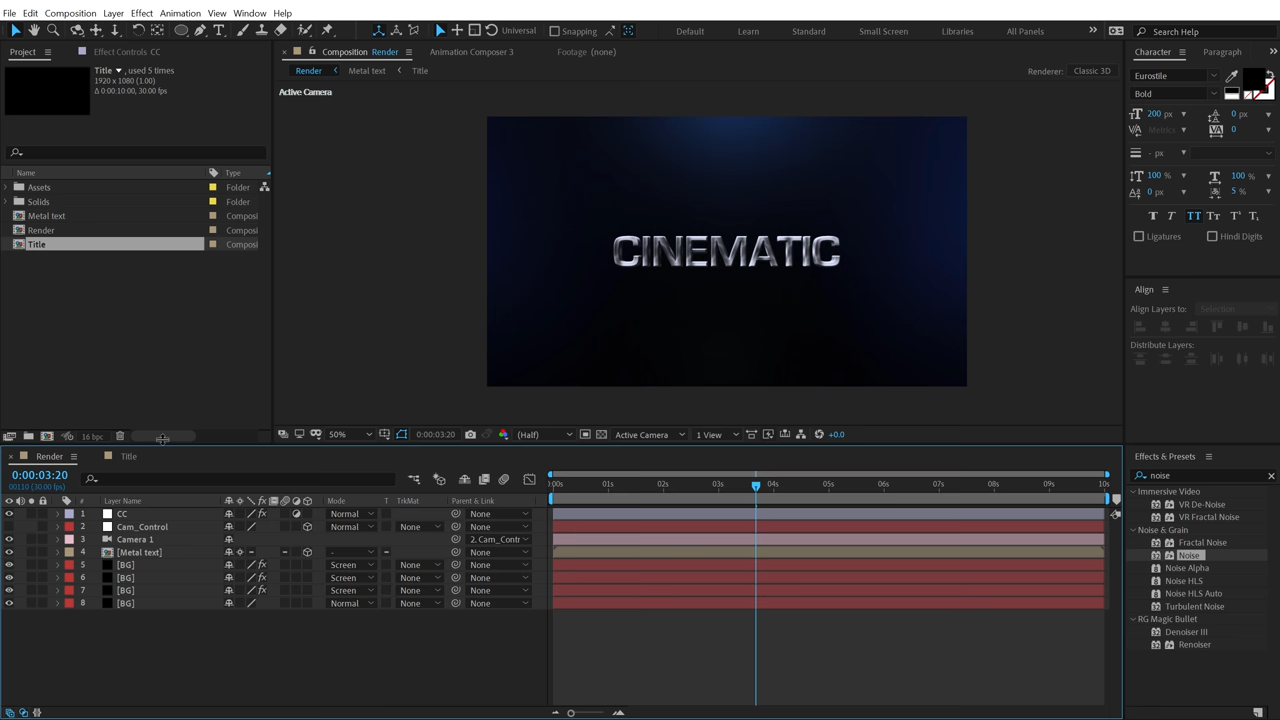 File Edit Composition Layer Effect Animation View Window Help
Universal
Snapping
Default Learn Standard Small Screen Libraries All Panels
Search Help
Project
Effect Controls CC
Composition Render
Animation Composer 3
Footage (none)
Character
Paragraph
Title , used 5 times
1920 x 1080 (1.00)
Δ 0:00:10:00, 30.00 fps
Render Metal text Title
Renderer: Classic 3D
Active Camera
Eurostile
Bold
200 px
0 px
Metrics
0
- px
100 %
100 %
0 px
5 %
Ligatures
Hindi Digits
Name
Type
Assets Folder
Solids Folder
Metal text Composi
Render Composi
Title Composi
CINEMATIC
Align
Align Layers to: Selection
Distribute Layers:
16 bpc
50%
0:00:03:20
(Half)
Active Camera
1 View
+0.0
Render
Title
0:00:03:20
00110 (30.00 fps)
:00s 01s 02s 03s 04s 05s 06s 07s 08s 09s 10s
# Layer Name Mode T TrkMat Parent & Link
1 CC Normal None
2 Cam_Control Normal None None
3 Camera 1 2. Cam_Contr
4 [Metal text] - None
5 [BG] Screen None None
6 [BG] Screen None None
7 [BG] Screen None None
8 [BG] Normal None None
Effects & Presets
noise
Immersive Video
VR De-Noise
VR Fractal Noise
Noise & Grain
Fractal Noise
Noise
Noise Alpha
Noise HLS
Noise HLS Auto
Turbulent Noise
RG Magic Bullet
Denoiser III
Renoiser